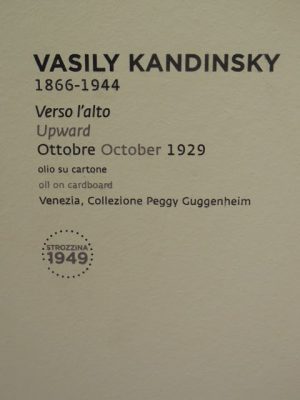 VASILY KANDINSKY
1866-1944
Verso l'alto
Upward
Ottobre October 1929
olio su cartone
oil on cardboard
Venezia, Collezione Peggy Guggenheim
STROZZINA
1949